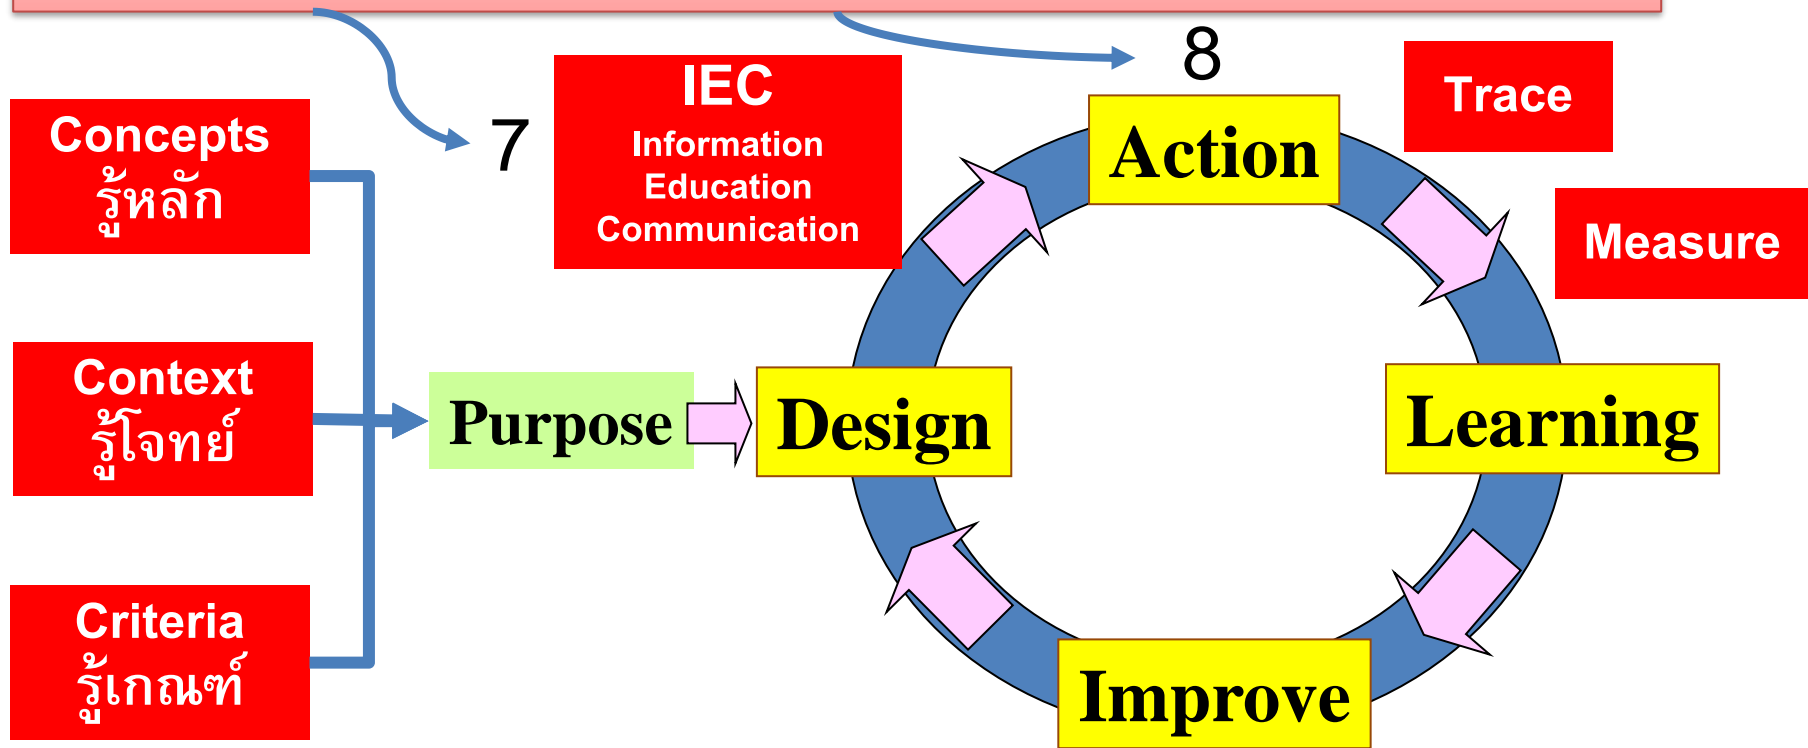 8
IEC
Information
Education
Communication
Trace
7
Concepts
รู้หลัก
Action
Measure
Context
รู้โจทย์
Purpose
Design
Learning
Criteria
รู้เกณฑ์
Improve